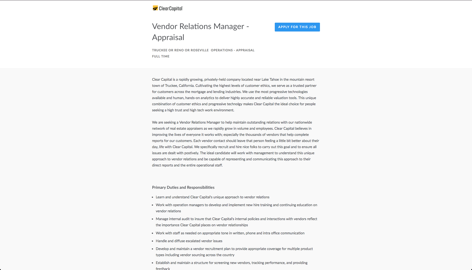 ClearCapital
Vendor Relations Manager -
Appraisal
APPLY FOR THIS JOB
TRUCKEE OR RENO OR ROSEVILLE OPERATIONS - APPRAISAL
FULL TIME
Clear Capital is a rapidly growing, privately held company located near Lake Tahoe in the mountain resort
town of Truckee, California. Cultivating the highest levels of customer ethics, we serve as a trusted partner
for customers across the mortgage and lending industries. We use the most progressive technologies
available and human, hands-on analytics to deliver highly accurate and reliable valuation tools. This unique
combination of customer ethics and progressive technology makes Clear Capital the ideal choice for people
seeking a high trust and high tech work environment.
We are seeking a Vendor Relations Manager to help maintain outstanding relations with our nationwide
network of real estate appraisers as we rapidly grow in volume and employees. Clear Capital believes in
improving the lives of everyone it works with especially the thousands of vendors that help complete
reports for our customers. Each vendor contact should leave that person feeling a little bit better about their
day, life with Clear Capital. We specifically recruit and hire nice folks to carry out this goal and to ensure all
issues are dealt with positively. The ideal candidate will work with management to understand this unique
approach to vendor relations and be capable of representing and communicating this approach to their
direct reports and the entire operational staff.
Primary Duties and Responsibilities
• Learn and understand Clear Capital's unique approach to vendor relations
• Work with operation managers to develop and implement new-hire training and continuing education on
vendor relations
• Manage internal audit to insure that Clear Capital's internal policies and interactions with vendors reflect
the importance Clear Capital places on vendor relationships
• Work with staff as needed on appropriate tone in written, phone and intra office communication
• Handle and diffuse escalated vendor issues
• Develop and maintain a vendor recruitment plan to provide appropriate coverage for multiple product
types including vendor sourcing across the country
• Establish and maintain a structure for screening new vendors, tracking performance, and providing
feedback